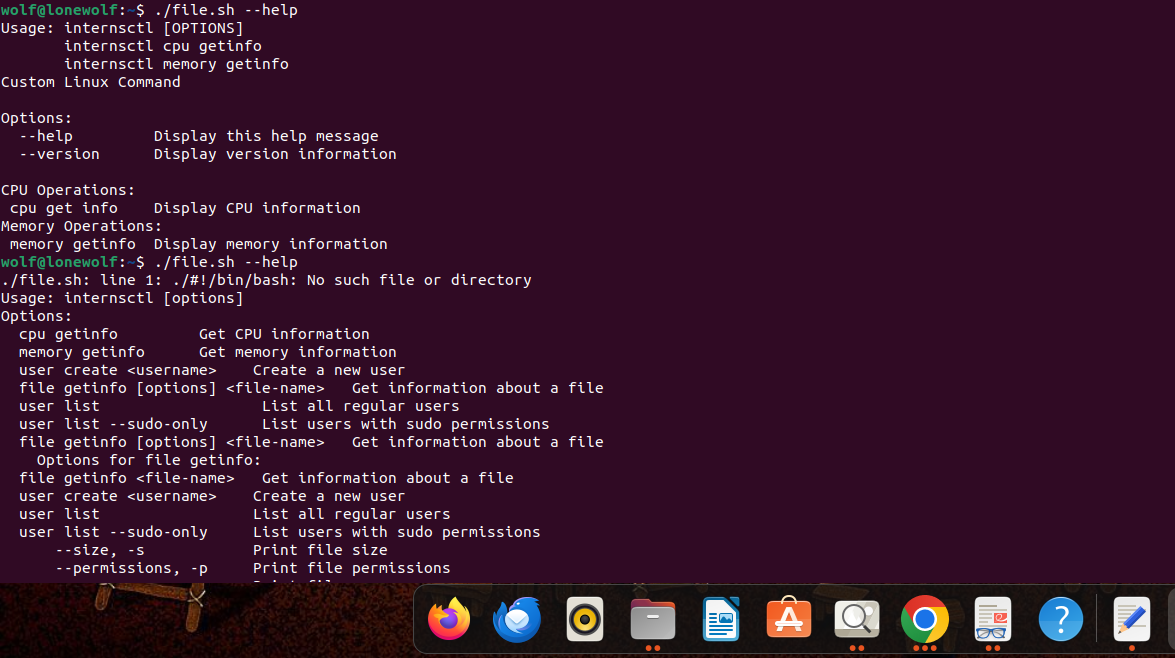 wolf@lonewolf:~$ ./file.sh --help
Usage: internsctl [OPTIONS]
       internsctl cpu getinfo
       internsctl memory getinfo
Custom Linux Command

Options:
  --help         Display this help message
  --version      Display version information

CPU Operations:
 cpu get info    Display CPU information
Memory Operations:
 memory getinfo  Display memory information
wolf@lonewolf:~$ ./file.sh --help
./file.sh: line 1: ./#!/bin/bash: No such file or directory
Usage: internsctl [options]
Options:
  cpu getinfo         Get CPU information
  memory getinfo      Get memory information
  user create <username>    Create a new user
  file getinfo [options] <file-name>   Get information about a file
  user list                  List all regular users
  user list --sudo-only      List users with sudo permissions
  file getinfo [options] <file-name>   Get information about a file
    Options for file getinfo:
  file getinfo <file-name>   Get information about a file
  user create <username>    Create a new user
  user list                 List all regular users
  user list --sudo-only     List users with sudo permissions
      --size, -s            Print file size
      --permissions, -p     Print file permissions